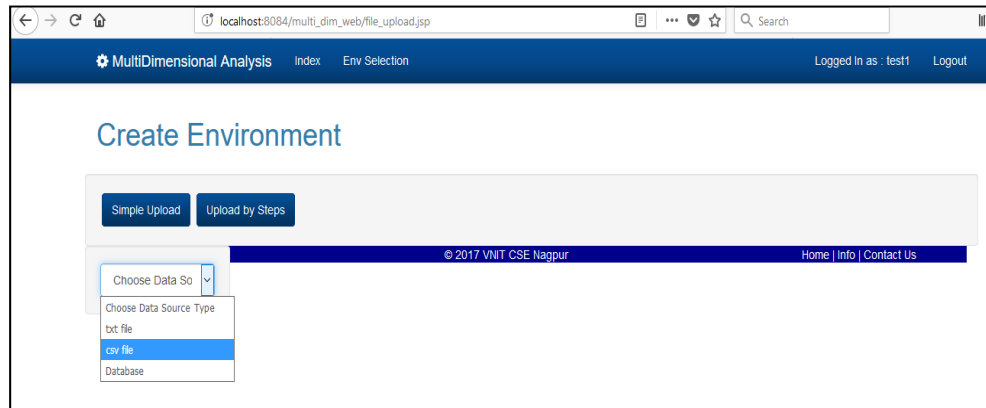 localhost:8084/multi_dim_web/file_upload.jsp Search
MultiDimensional Analysis Index Env Selection Logged In as : test1 Logout
Create Environment
Simple Upload Upload by Steps
© 2017 VNIT CSE Nagpur Home | Info | Contact Us
Choose Data So
Choose Data Source Type
txt file
csv file
Database